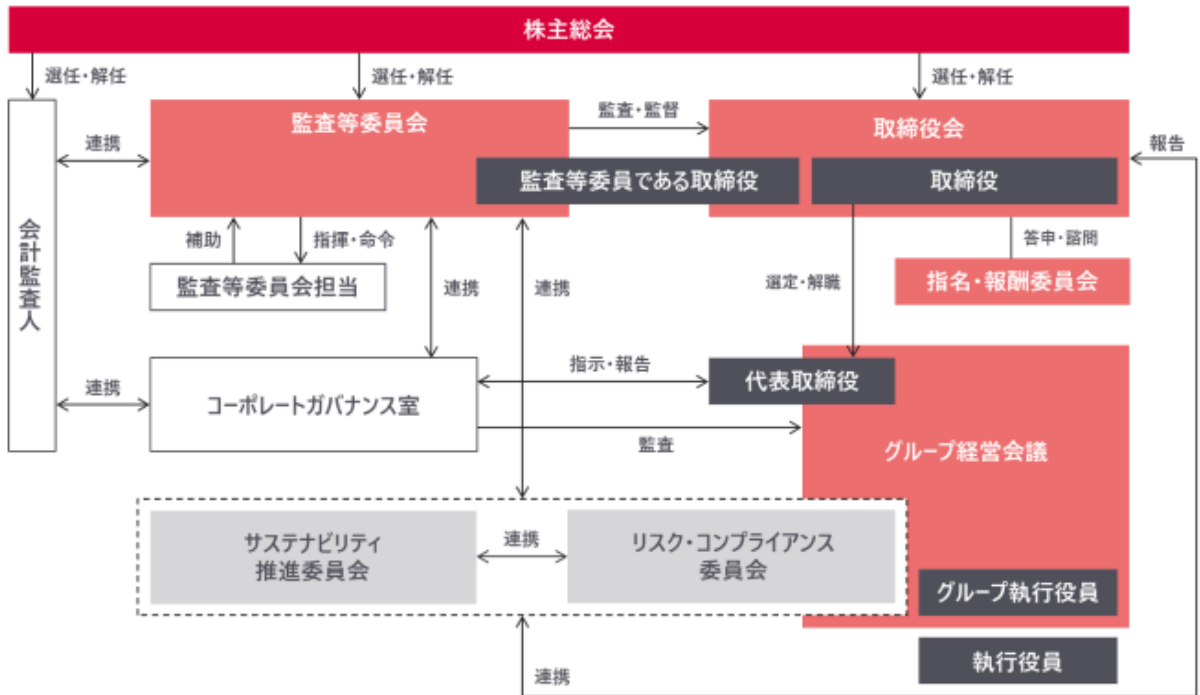 株主総会
選任・解任
選任・解任
選任・解任
監査等委員会
監査・監督
取締役会
連携
報告
監査等委員である取締役
取締役
会計監査人
補助
指揮・命令
答申・諮問
監査等委員会担当
連携
連携
選定・解職
指名・報酬委員会
指示・報告
代表取締役
連携
コーポレートガバナンス室
監査
グループ経営会議
サステナビリティ
推進委員会
連携
リスク・コンプライアンス
委員会
グループ執行役員
執行役員
連携